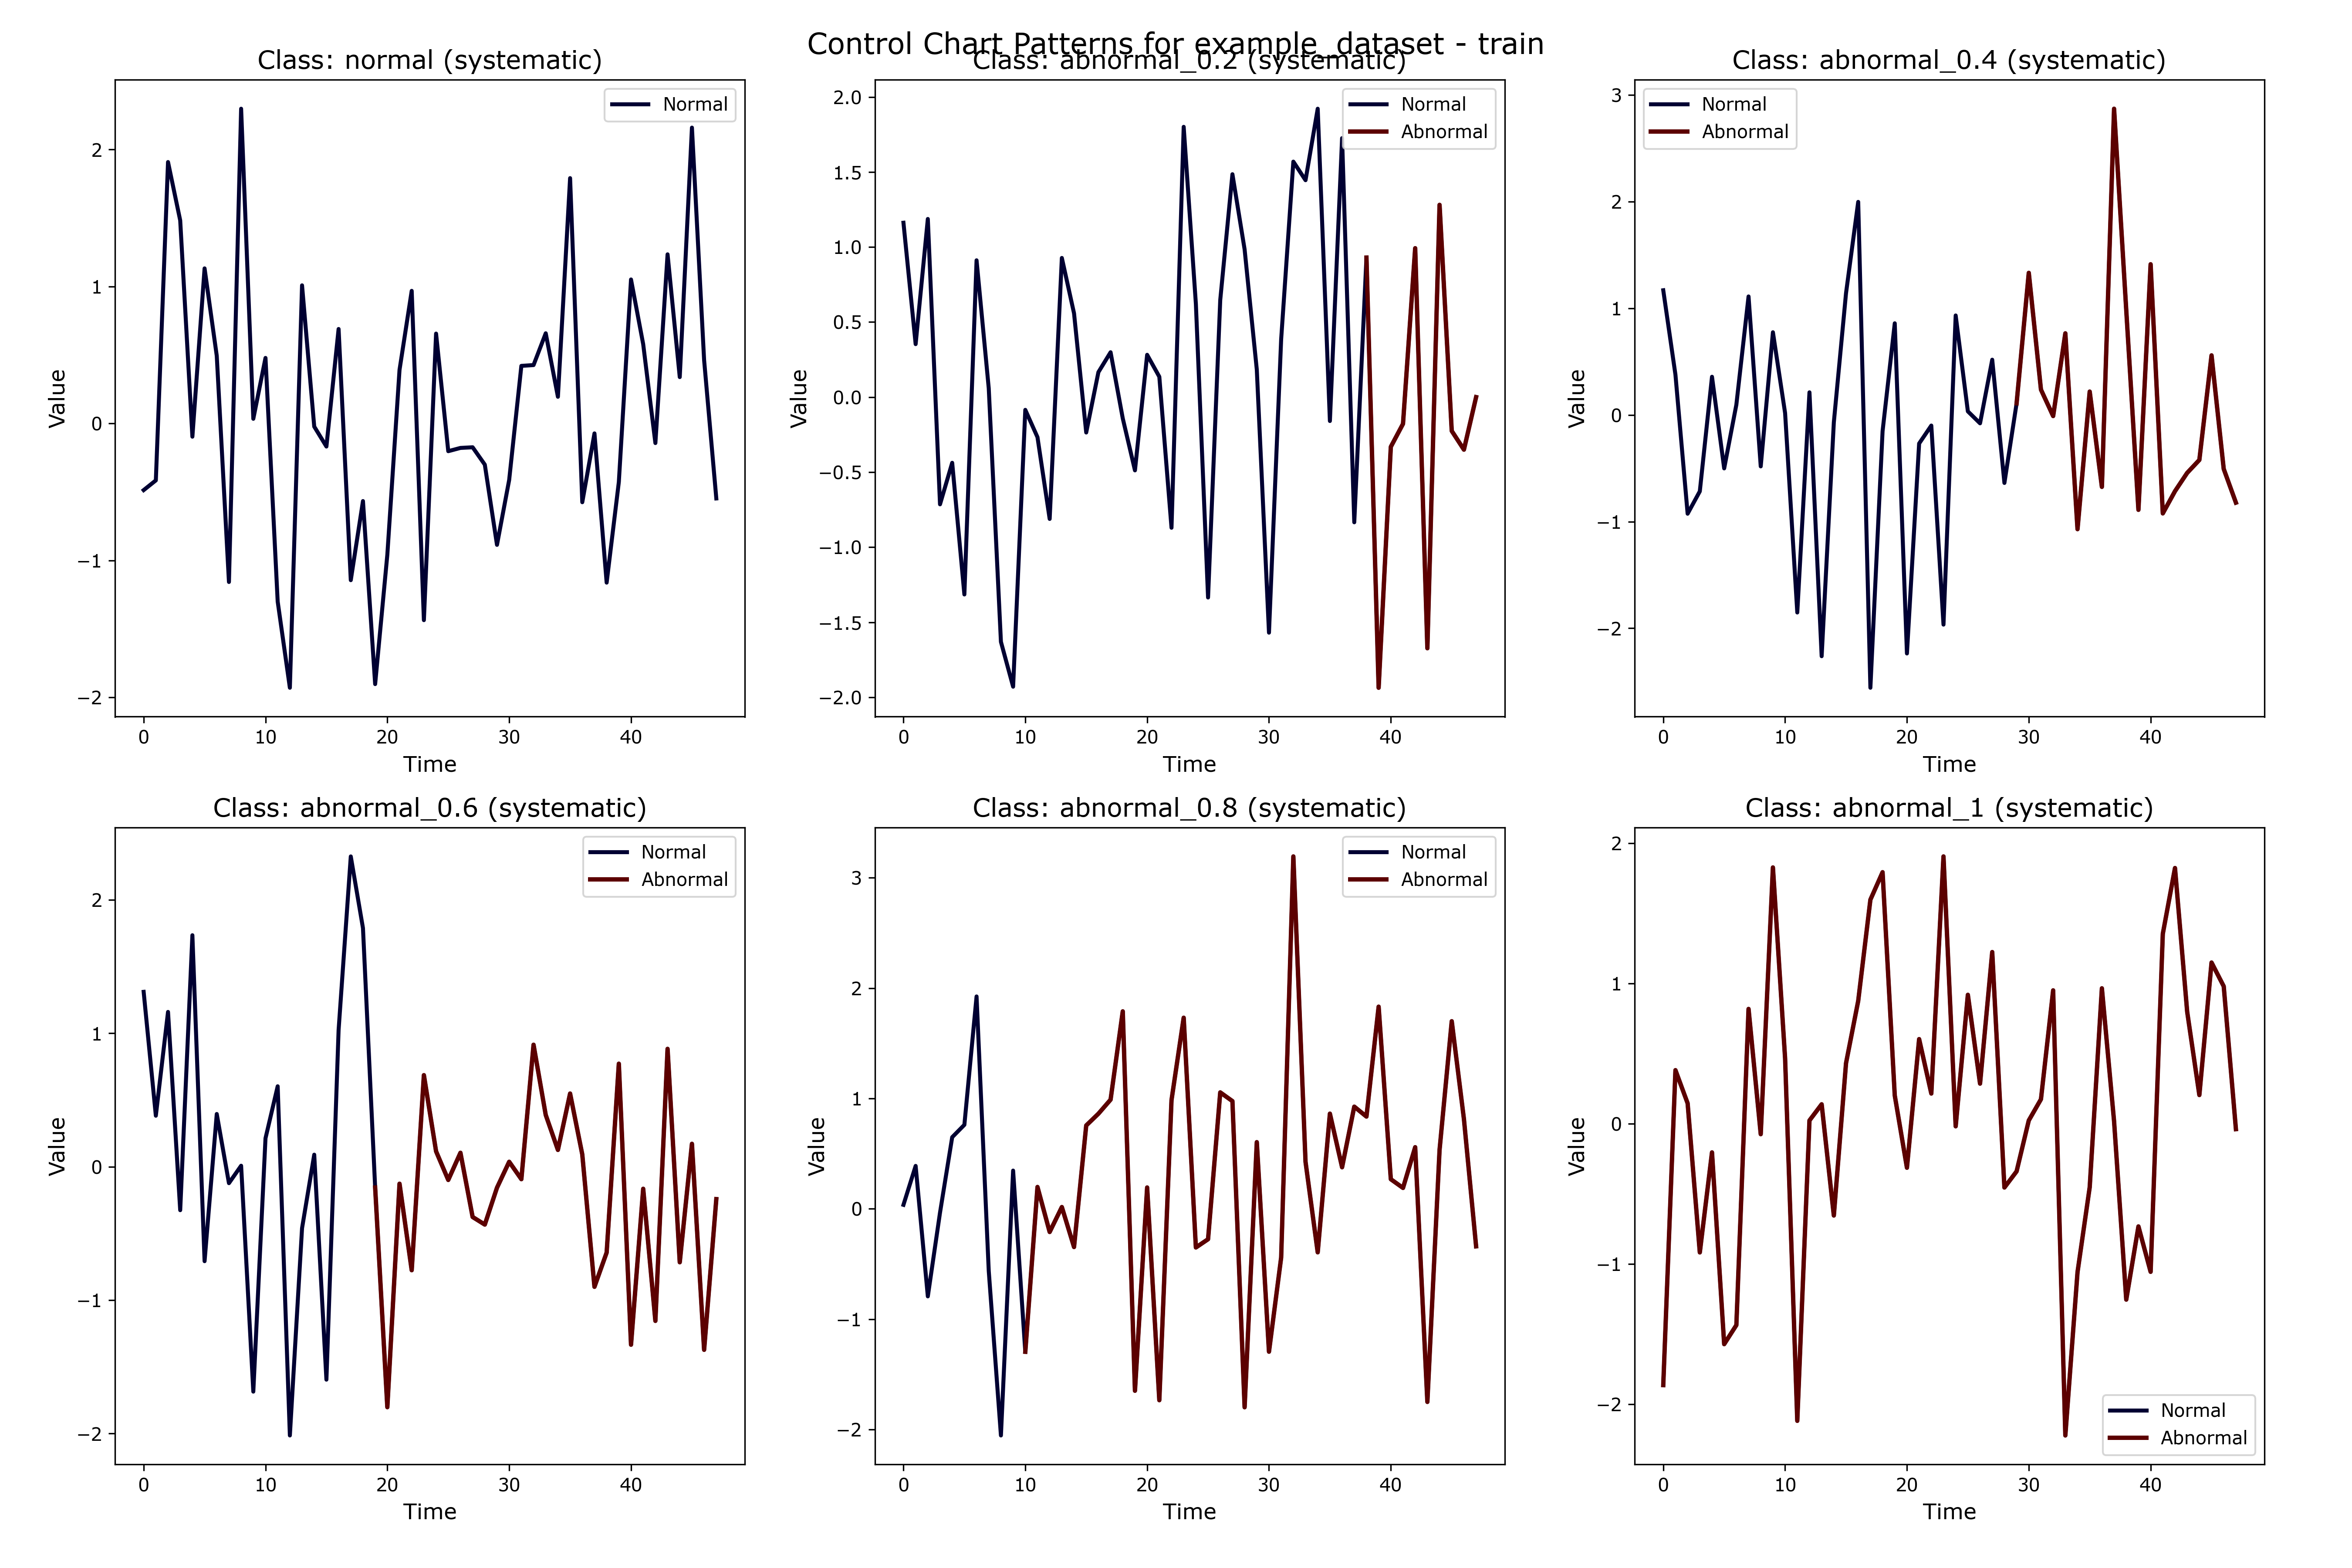 Control Chart Patterns for example_dataset - train
Class: normal (systematic)
Normal
2
1
0
−1
−2
Value
0 10 20 30 40
Time
Class: abnormal_0.2 (systematic)
Normal
Abnormal
2.0
1.5
1.0
0.5
0.0
−0.5
−1.0
−1.5
−2.0
Value
0 10 20 30 40
Time
Class: abnormal_0.4 (systematic)
Normal
Abnormal
3
2
1
0
−1
−2
Value
0 10 20 30 40
Time
Class: abnormal_0.6 (systematic)
Normal
Abnormal
2
1
0
−1
−2
Value
0 10 20 30 40
Time
Class: abnormal_0.8 (systematic)
Normal
Abnormal
3
2
1
0
−1
−2
Value
0 10 20 30 40
Time
Class: abnormal_1 (systematic)
2
1
0
−1
−2
Value
Normal
Abnormal
0 10 20 30 40
Time